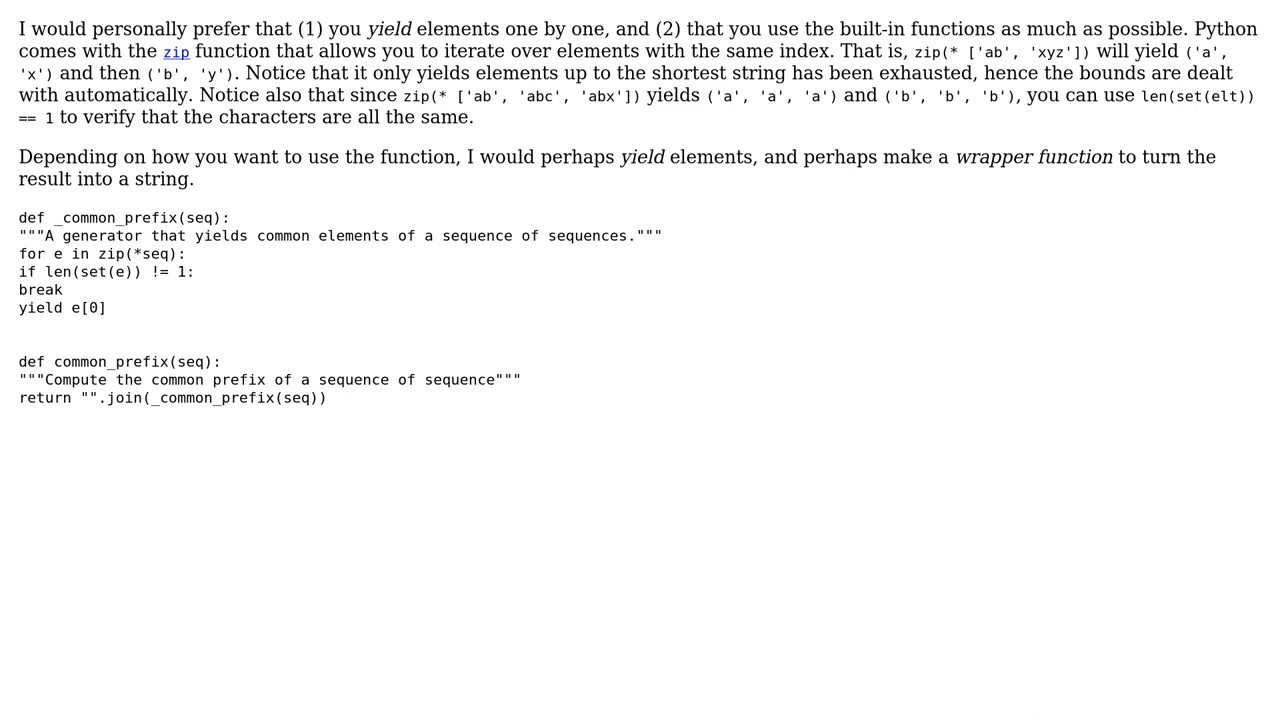 I would personally prefer that (1) you yield elements one by one, and (2) that you use the built-in functions as much as possible. Python
comes with the zip function that allows you to iterate over elements with the same index. That is, zip(* ['ab', 'xyz']) will yield ('a',
'x') and then ('b', 'y'). Notice that it only yields elements up to the shortest string has been exhausted, hence the bounds are dealt
with automatically. Notice also that since zip(* ['ab', 'abc', 'abx']) yields ('a', 'a', 'a') and ('b', 'b', 'b'), you can use len(set(elt))
== 1 to verify that the characters are all the same.
Depending on how you want to use the function, I would perhaps yield elements, and perhaps make a wrapper function to turn the
result into a string.
def _common_prefix(seq):
"""A generator that yields common elements of a sequence of sequences."""
for e in zip(*seq):
if len(set(e)) != 1:
break
yield e[0]
def common_prefix(seq):
"""Compute the common prefix of a sequence of sequence"""
return "".join(_common_prefix(seq))